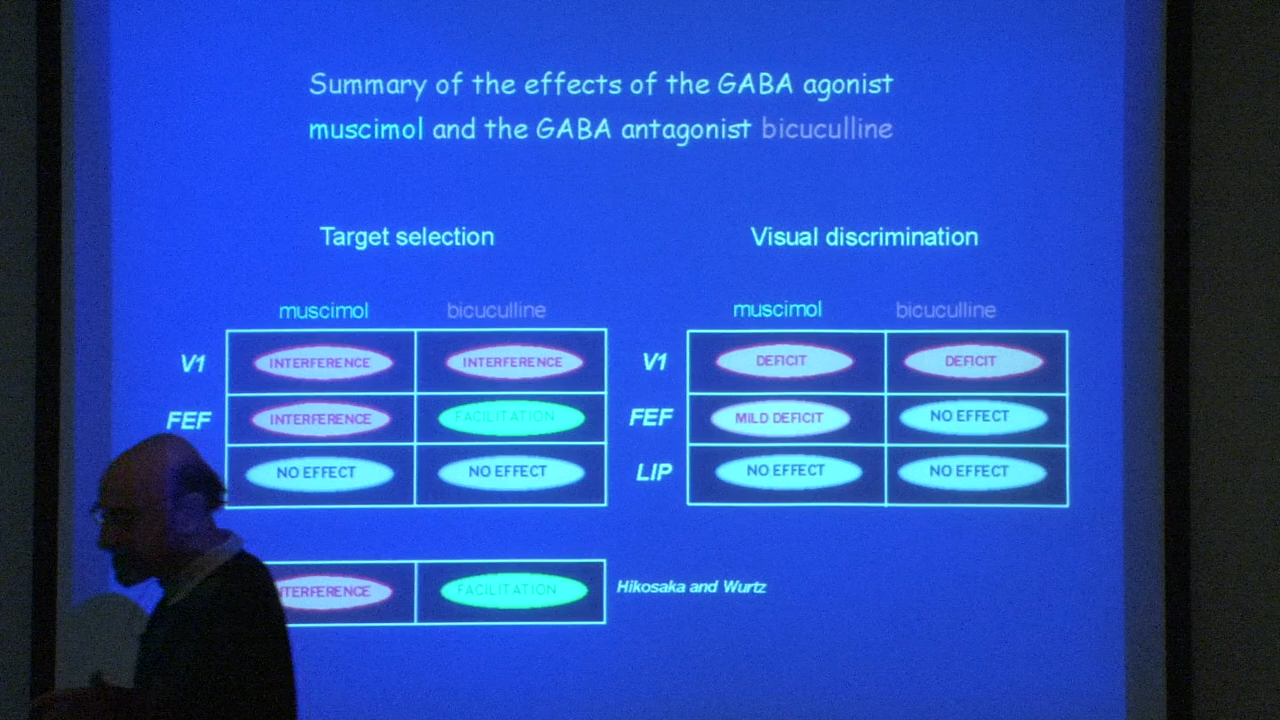 Summary of the effects of the GABA agonist
muscimol and the GABA antagonist bicuculline
Target selection
Visual discrimination
muscimol bicuculline
muscimol bicuculline
V1 INTERFERENCE INTERFERENCE
V1 DEFICIT DEFICIT
FEF INTERFERENCE FACILITATION
FEF MILD DEFICIT NO EFFECT
NO EFFECT NO EFFECT
LIP NO EFFECT NO EFFECT
TERFERENCE FACILITATION Hikosaka and Wurtz